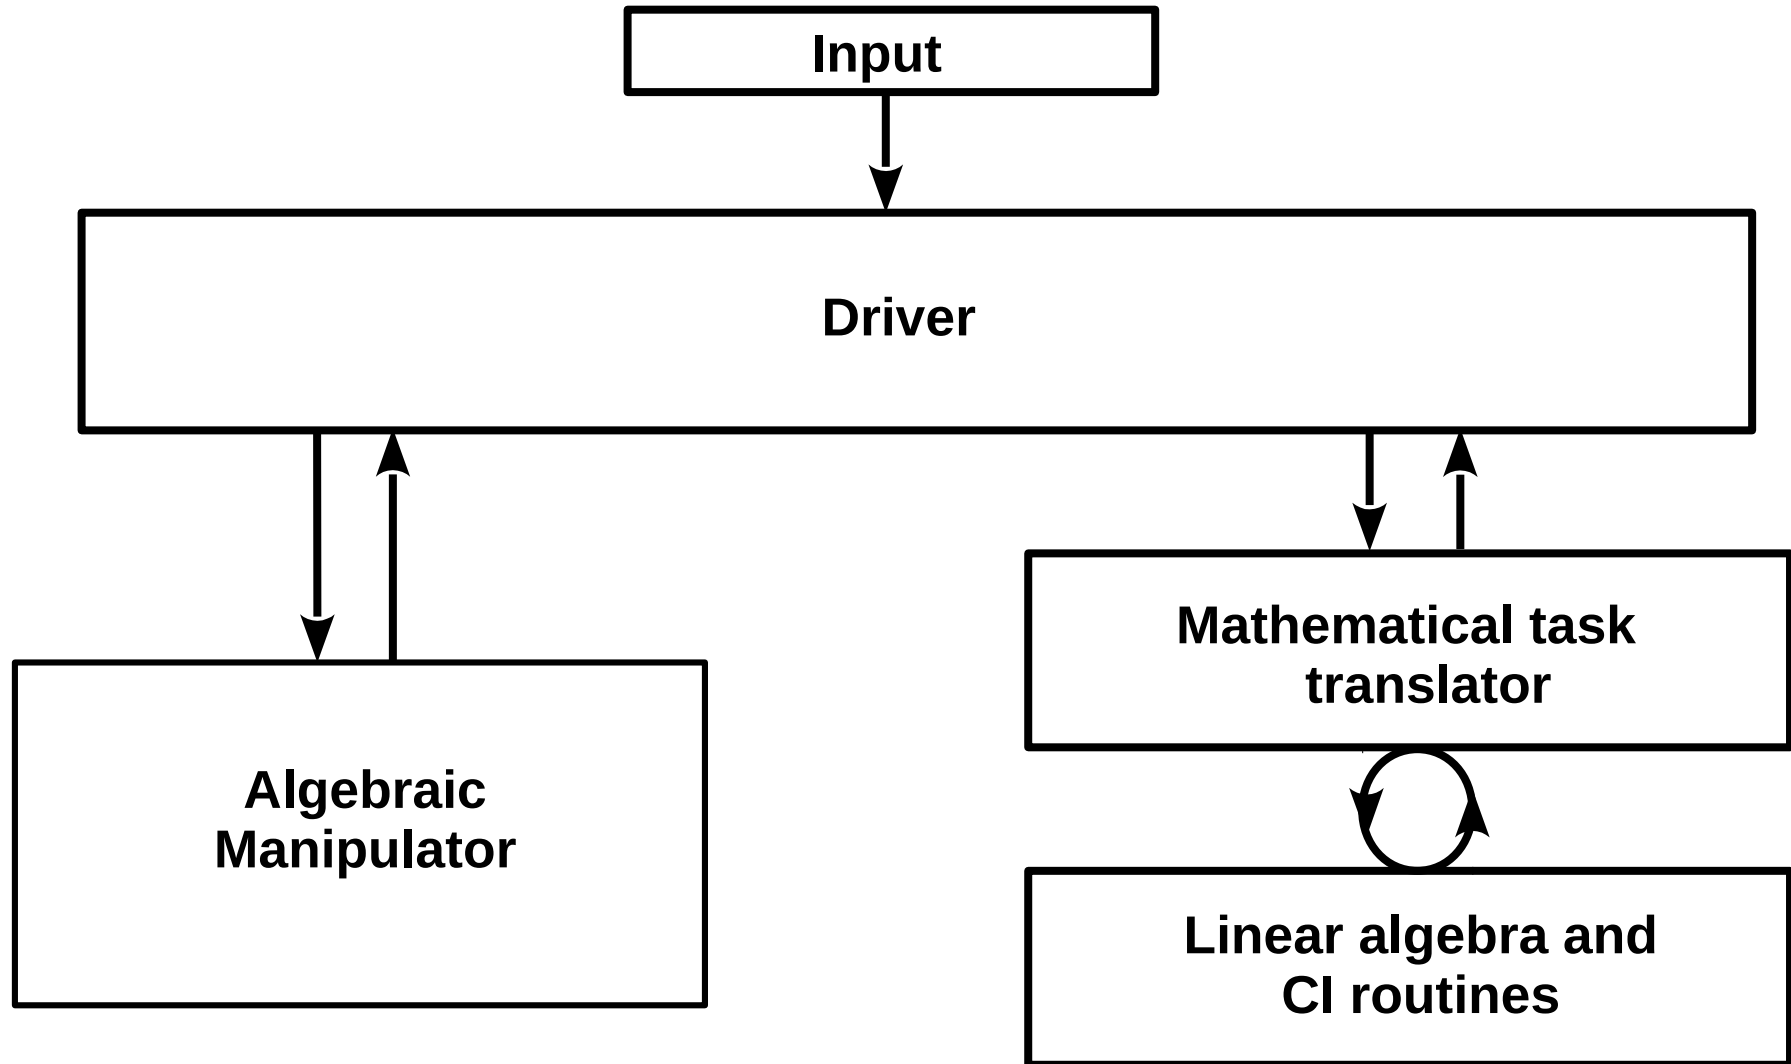 Input
Driver
Mathematical task
translator
Algebraic
Manipulator
Linear algebra and
CI routines